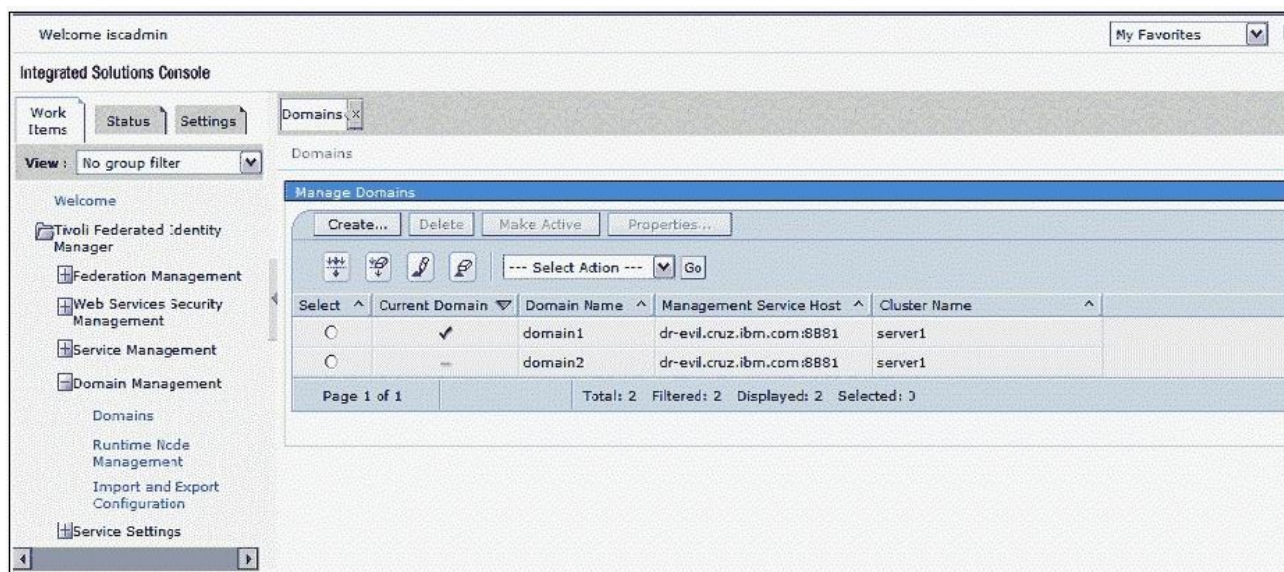 Welcome iscadmin
My Favorites
Integrated Solutions Console
Work Items
Status
Settings
Domains x
View : No group filter
Domains
Welcome
Manage Domains
Tivoli Federated Identity Manager
Create... Delete Make Active Properties...
--- Select Action --- Go
Federation Management
Web Services Security Management
Select Current Domain Domain Name Management Service Host Cluster Name
domain1 dr-evil.cruz.ibm.com:8881 server1
Service Management
domain2 dr-evil.cruz.ibm.com:8881 server1
Domain Management
Page 1 of 1 Total: 2 Filtered: 2 Displayed: 2 Selected: 0
Domains
Runtime Node Management
Import and Export Configuration
Service Settings